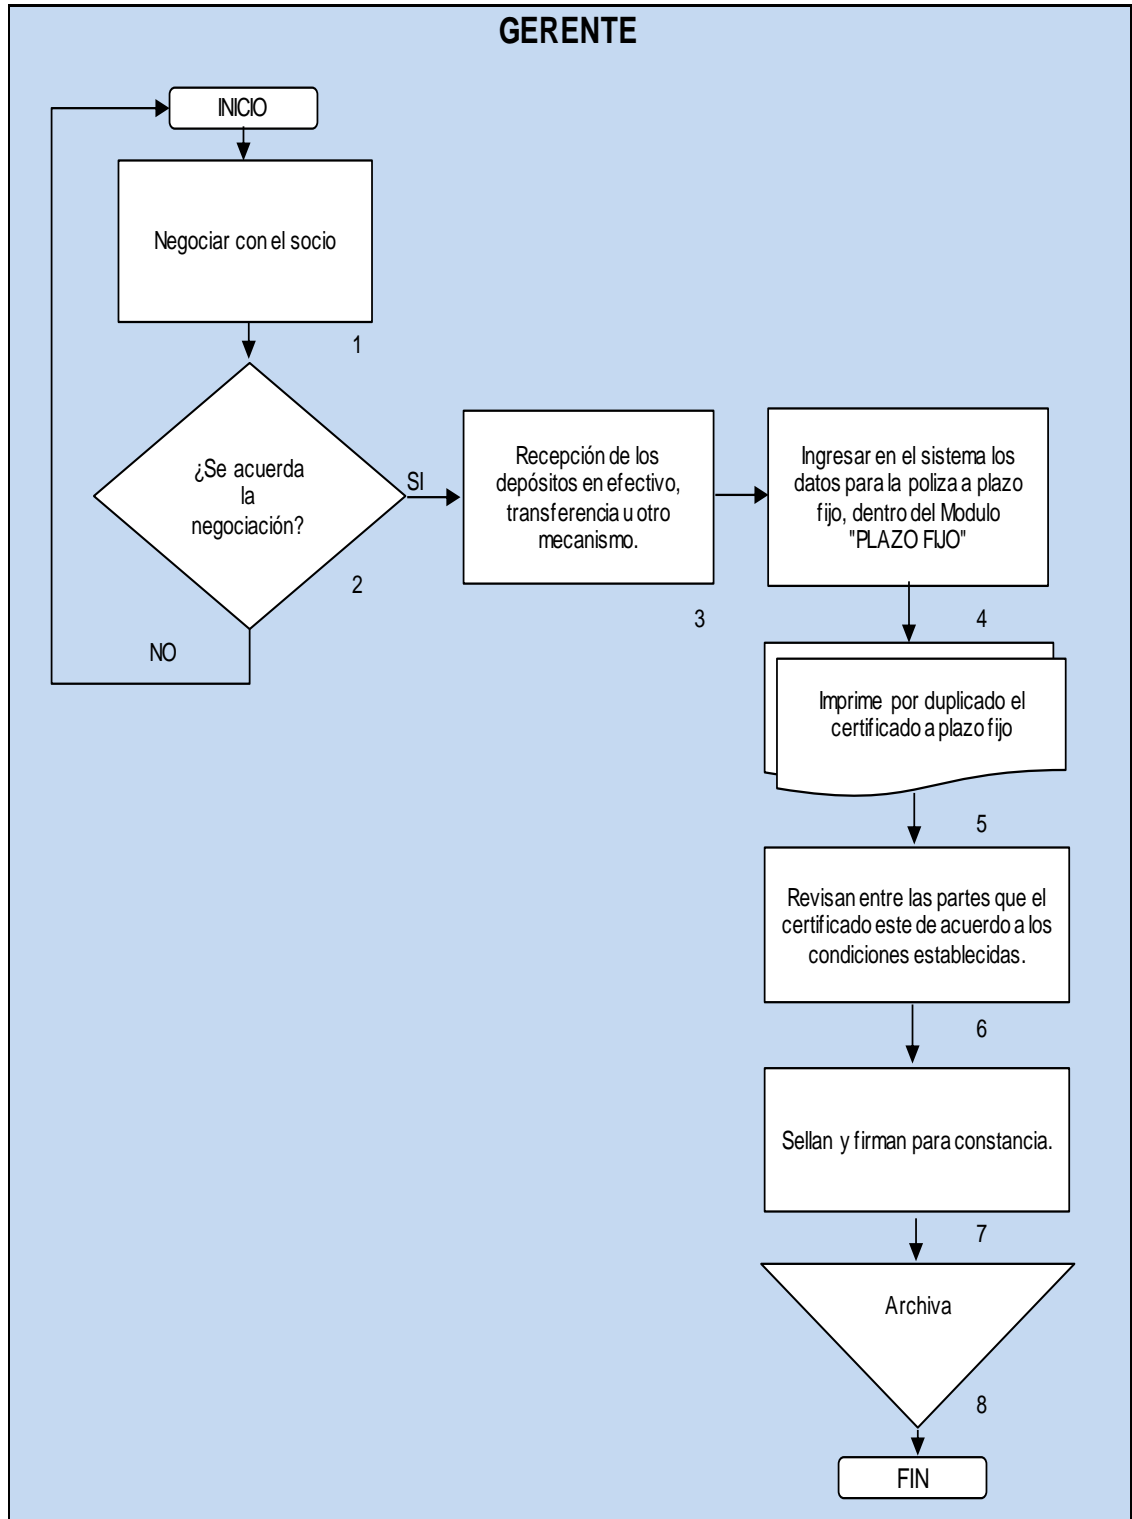 GERENTE
INICIO
Negociar con el socio
1
¿Se acuerda
la
negociación?
SI
2
NO
Recepción de los
depósitos en efectivo,
transferencia u otro
mecanismo.
3
Ingresar en el sistema los
datos para la poliza a plazo
fijo, dentro del Modulo
"PLAZO FIJO"
4
Imprime por duplicado el
certificado a plazo fijo
5
Revisan entre las partes que el
certificado este de acuerdo a los
condiciones establecidas.
6
Sellan y firman para constancia.
7
Archiva
8
FIN